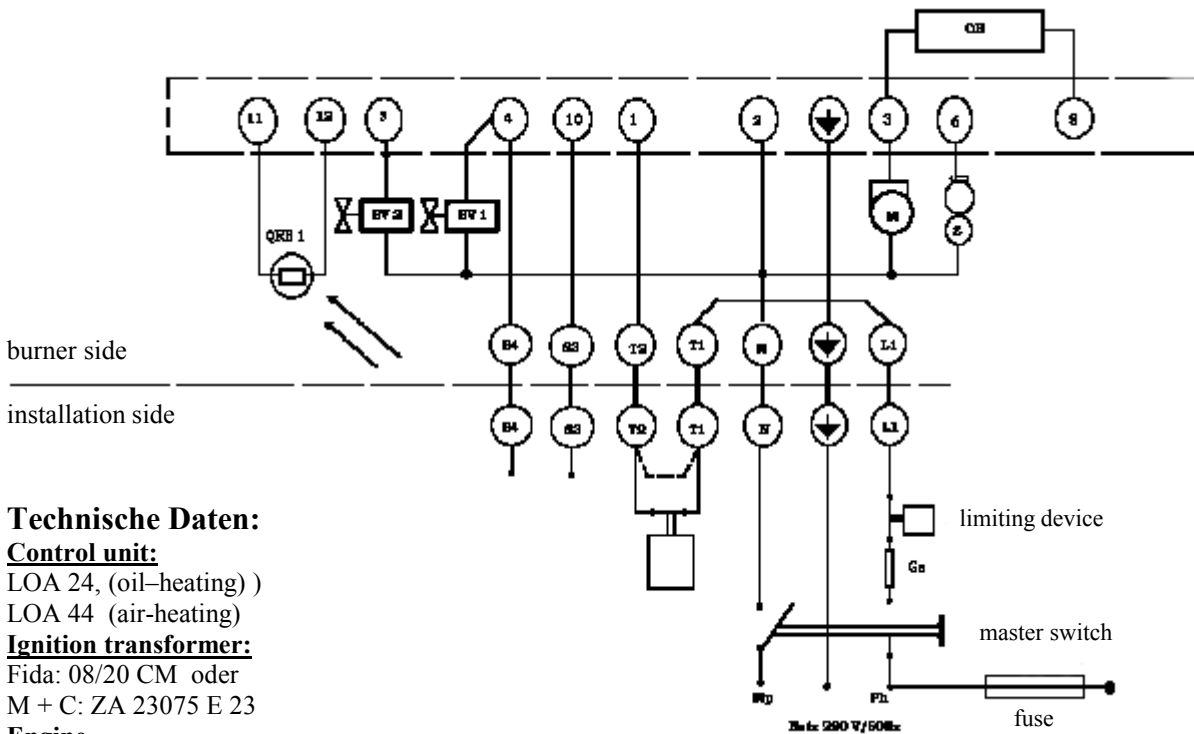 OH
11 12 3 4 10 1 2 3 6 8
BV 2 BV 1 M Z
QRB 1
burner side B4 S3 T2 T1 N L1
installation side B4 S3 T2 T1 N L1
Technische Daten:
Control unit: limiting device
LOA 24, (oil–heating) )
LOA 44 (air-heating)
Ignition transformer: master switch
Fida: 08/20 CM oder
M + C: ZA 23075 E 23 Mp Ph
fuse